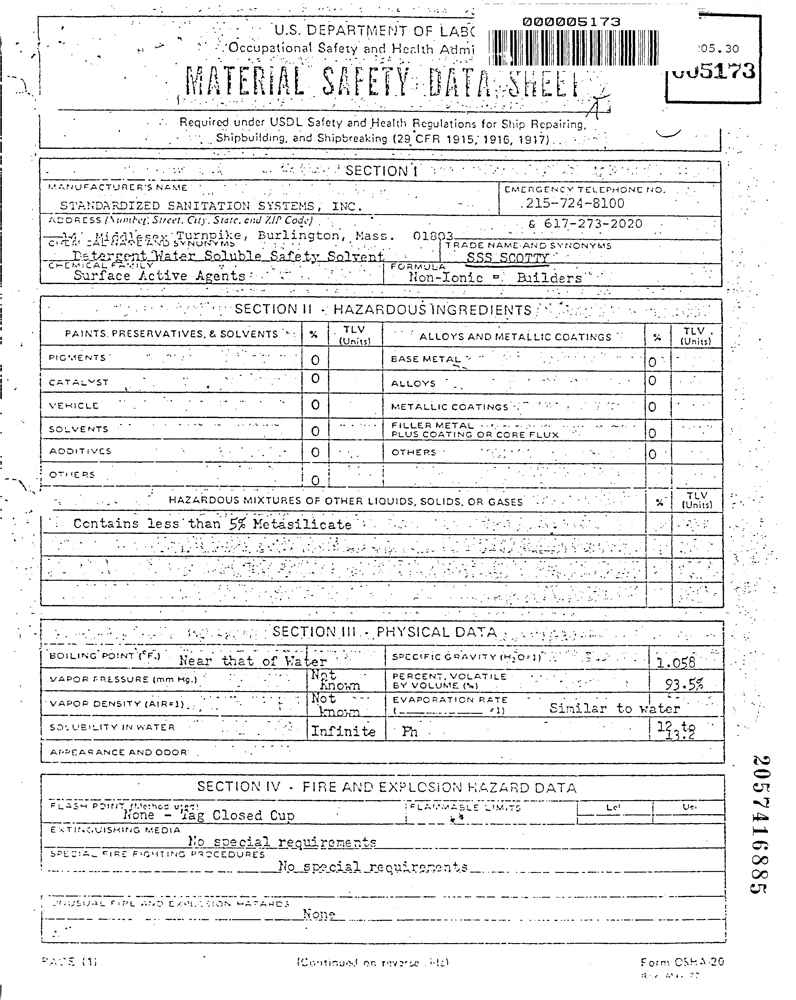 000005173
U.S. DEPARTMENT OF LABO
Occupational Safety and Health Admi
:05.30
005173
MATERIAL SAFETY DATA SHEET
Required under USDL Safety and Health Regulations for Ship Repairing,
Shipbuilding, and Shipbreaking (29 CFR 1915, 1916, 1917)
SECTION I
MANUFACTURER'S NAME
EMERGENCY TELEPHONE NO.
STANDARDIZED SANITATION SYSTEMS, INC.
215-724-8100
ADDRESS (Number, Street, City, State, and ZIP Code)
& 617-273-2020
14 Middlesex Turnpike, Burlington, Mass. 01803
CHEMICAL NAME AND SYNONYMS
TRADE NAME AND SYNONYMS
Detergent Water Soluble Safety Solvent
SSS SCOTTY
CHEMICAL FAMILY
FORMULA
Surface Active Agents
Non-Ionic = Builders
SECTION II - HAZARDOUS INGREDIENTS
PAINTS, PRESERVATIVES, & SOLVENTS % TLV (Units) ALLOYS AND METALLIC COATINGS % TLV (Units)
PIGMENTS 0 BASE METAL 0
CATALYST 0 ALLOYS 0
VEHICLE 0 METALLIC COATINGS 0
SOLVENTS 0 FILLER METAL PLUS COATING OR CORE FLUX 0
ADDITIVES 0 OTHERS 0
OTHERS 0
HAZARDOUS MIXTURES OF OTHER LIQUIDS, SOLIDS, OR GASES % TLV (Units)
Contains less than 5% Metasilicate
SECTION III - PHYSICAL DATA
BOILING POINT (°F.) Near that of Water SPECIFIC GRAVITY (H2O=1) 1.058
VAPOR PRESSURE (mm Hg.) Not Known PERCENT, VOLATILE BY VOLUME (%) 93.5%
VAPOR DENSITY (AIR=1) Not known EVAPORATION RATE (=1) Similar to water
SOLUBILITY IN WATER Infinite Ph 12 to 13.2
APPEARANCE AND ODOR
SECTION IV - FIRE AND EXPLOSION HAZARD DATA
FLASH POINT (Method used) FLAMMABLE LIMITS Lel Uel
None - Tag Closed Cup
EXTINGUISHING MEDIA
No special requirements
SPECIAL FIRE FIGHTING PROCEDURES
No special requirements
UNUSUAL FIRE AND EXPLOSION HAZARDS
None
PAGE (1)
(Continued on reverse side)
Form OSHA-20
2057416885